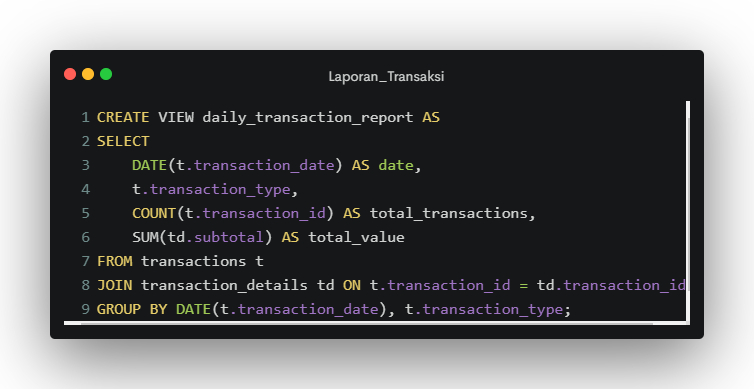 Laporan_Transaksi
1 CREATE VIEW daily_transaction_report AS
2 SELECT
3     DATE(t.transaction_date) AS date,
4     t.transaction_type,
5     COUNT(t.transaction_id) AS total_transactions,
6     SUM(td.subtotal) AS total_value
7 FROM transactions t
8 JOIN transaction_details td ON t.transaction_id = td.transaction_id
9 GROUP BY DATE(t.transaction_date), t.transaction_type;